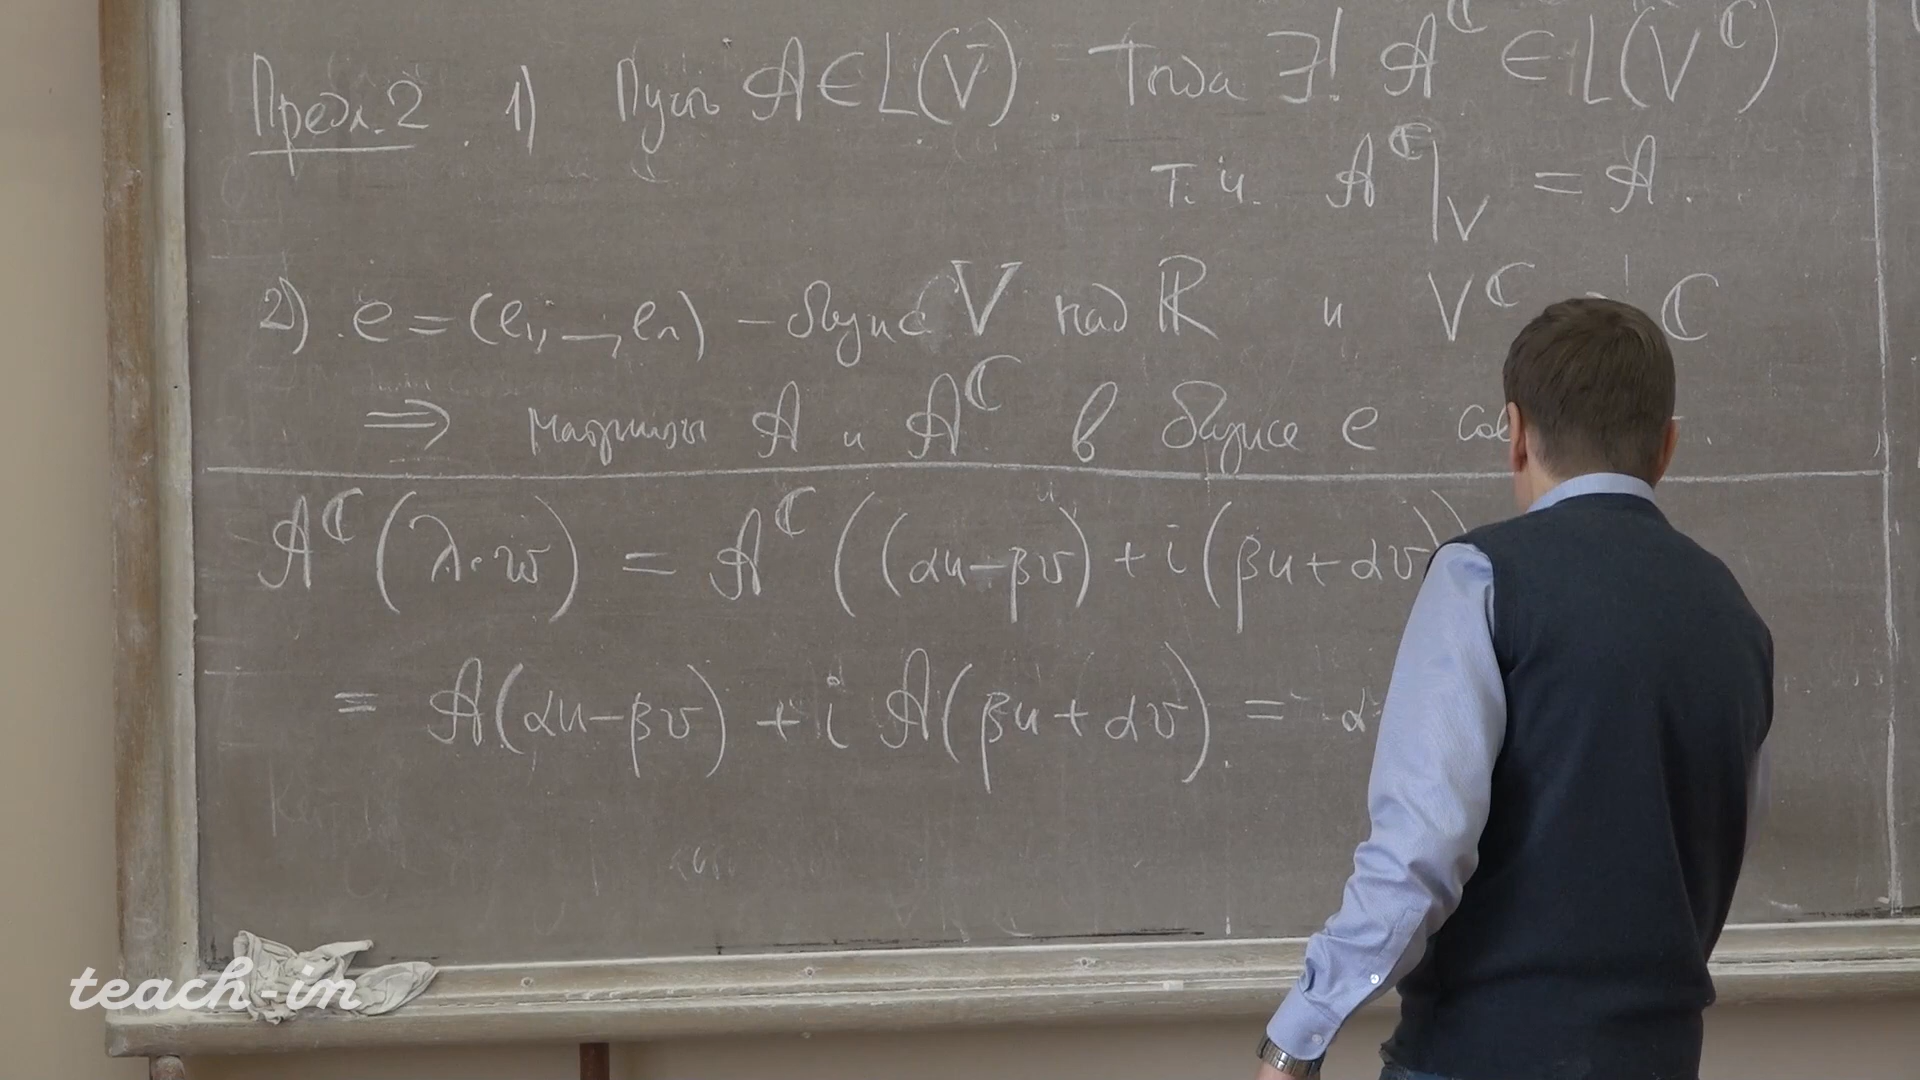 Предл. 2. 1) Пусть A ∈ L(V). Тогда ∃! A^ℂ ∈ L(V^ℂ)
т.ч. A^ℂ|_V = A.
2) e = (e₁, …, eₙ) – базис V над ℝ и V^ℂ ℂ
⇒ матрицы A и A^ℂ в базисе e
A^ℂ(λ·w) = A^ℂ((αu−βv) + i(βu+αv))
= A(αu−βv) + i A(βu+αv) = α
teach-in